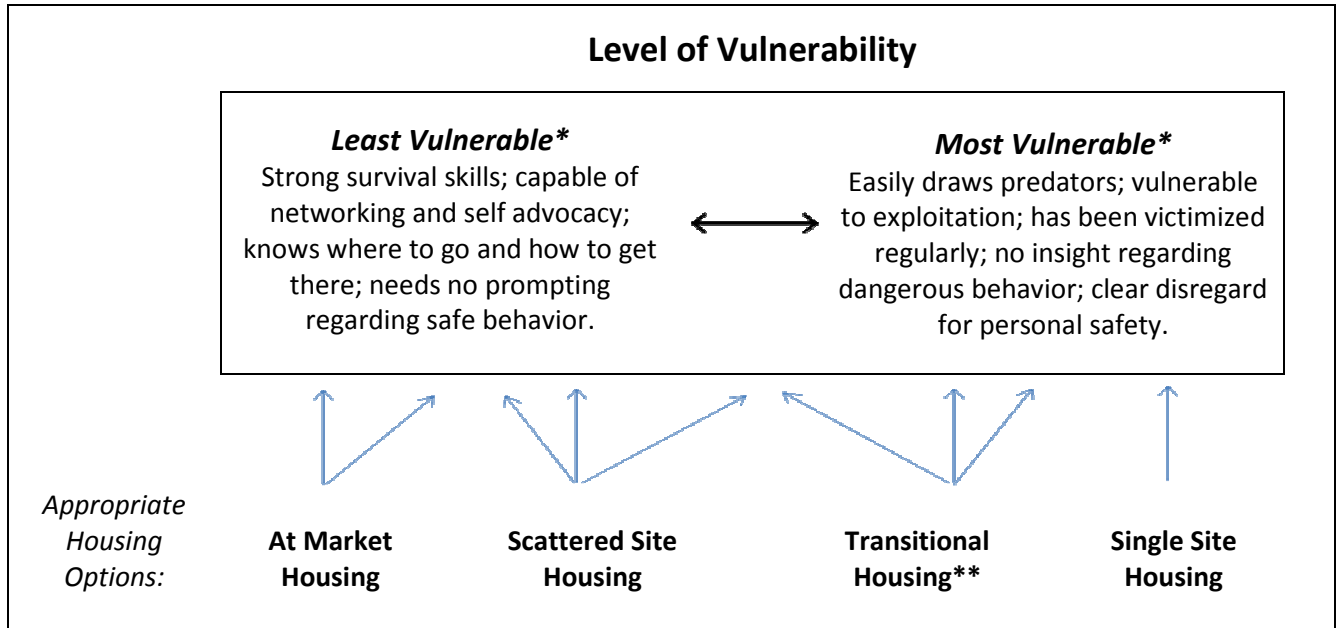 Level of Vulnerability
Least Vulnerable*
Strong survival skills; capable of
networking and self advocacy;
knows where to go and how to get
there; needs no prompting
regarding safe behavior.
Most Vulnerable*
Easily draws predators; vulnerable
to exploitation; has been victimized
regularly; no insight regarding
dangerous behavior; clear disregard
for personal safety.
Appropriate
Housing
Options:
At Market
Housing
Scattered Site
Housing
Transitional
Housing**
Single Site
Housing